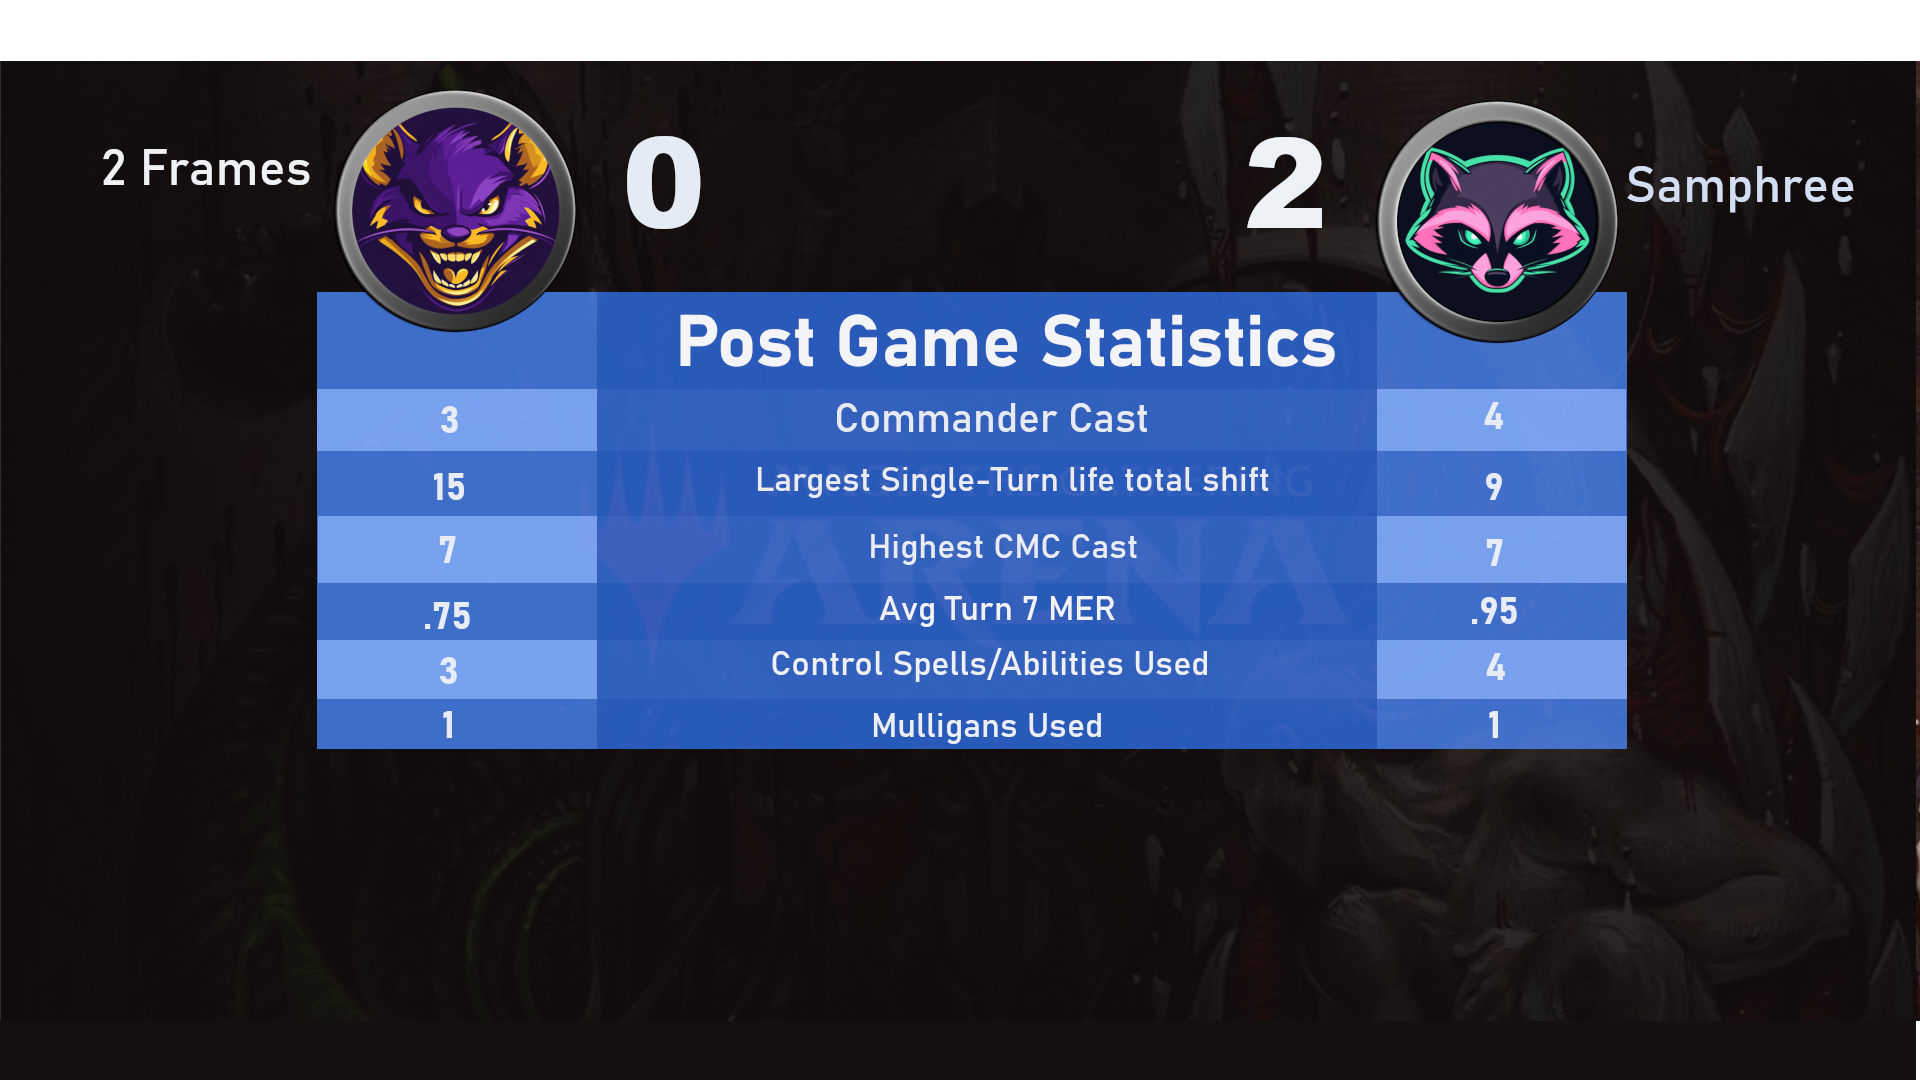 2 Frames
0
2
Samphree
Post Game Statistics
3 Commander Cast 4
15 Largest Single-Turn life total shift 9
7 Highest CMC Cast 7
.75 Avg Turn 7 MER .95
3 Control Spells/Abilities Used 4
1 Mulligans Used 1
ARENA